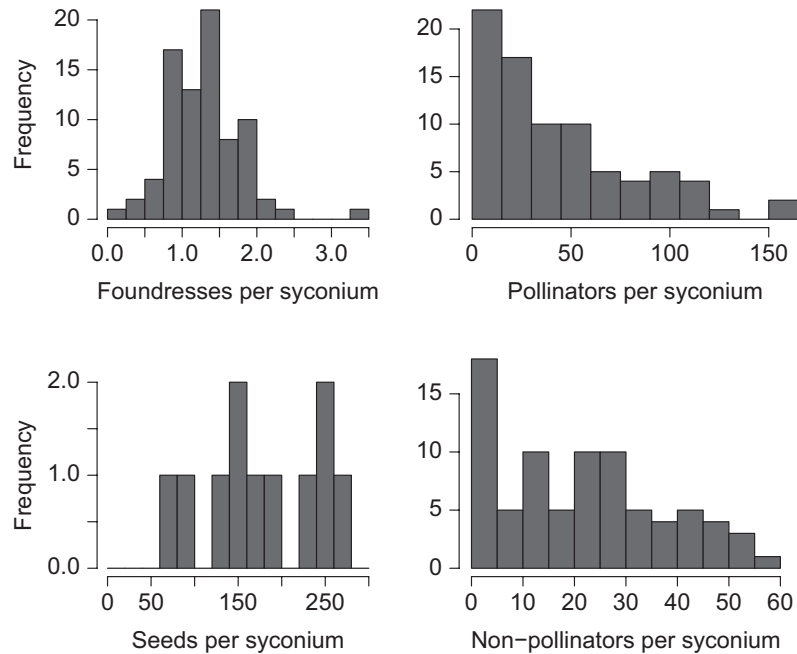 Frequency
20
15
10
5
0
0.0 1.0 2.0 3.0
Foundresses per syconium
20
15
10
5
0
0 50 100 150
Pollinators per syconium
Frequency
2.0
1.0
0.0
0 50 150 250
Seeds per syconium
15
10
5
0
0 10 20 30 40 50 60
Non−pollinators per syconium